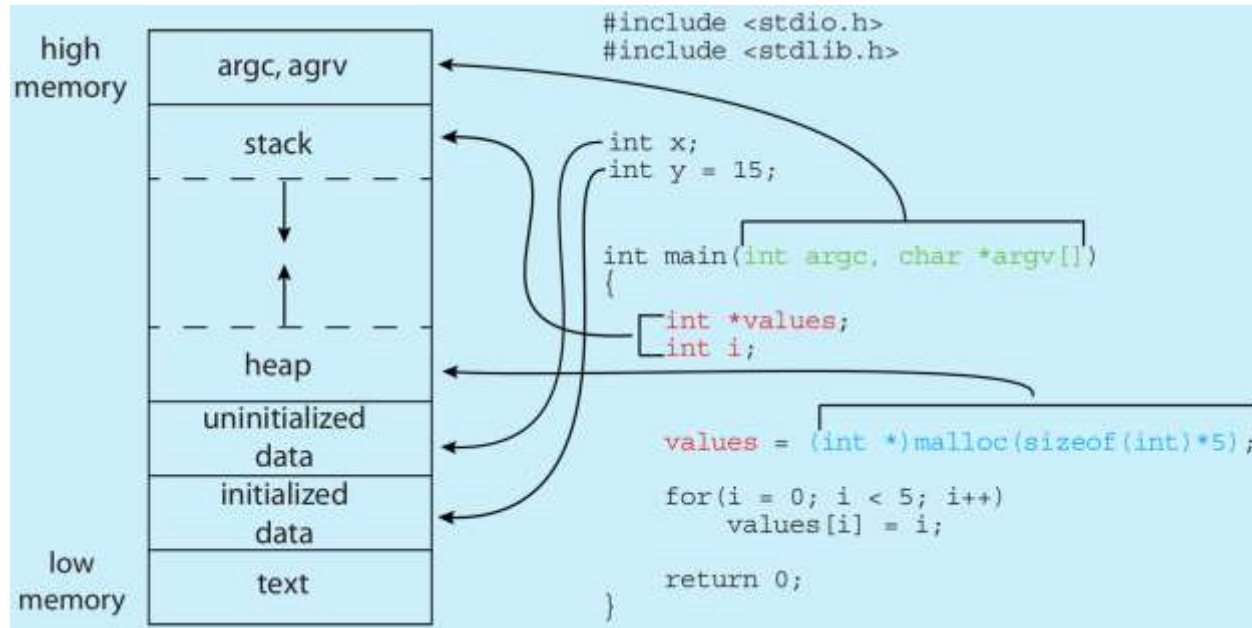 high
memory
argc, agrv
stack
heap
uninitialized
data
initialized
data
text
low
memory
#include <stdio.h>
#include <stdlib.h>
int x;
int y = 15;
int main(int argc, char *argv[])
{
int *values;
int i;
values = (int *)malloc(sizeof(int)*5);
for(i = 0; i < 5; i++)
values[i] = i;
return 0;
}